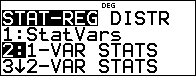 DEG
STAT-REG DISTR
1:StatVars
2:1-VAR STATS
3↓2-VAR STATS